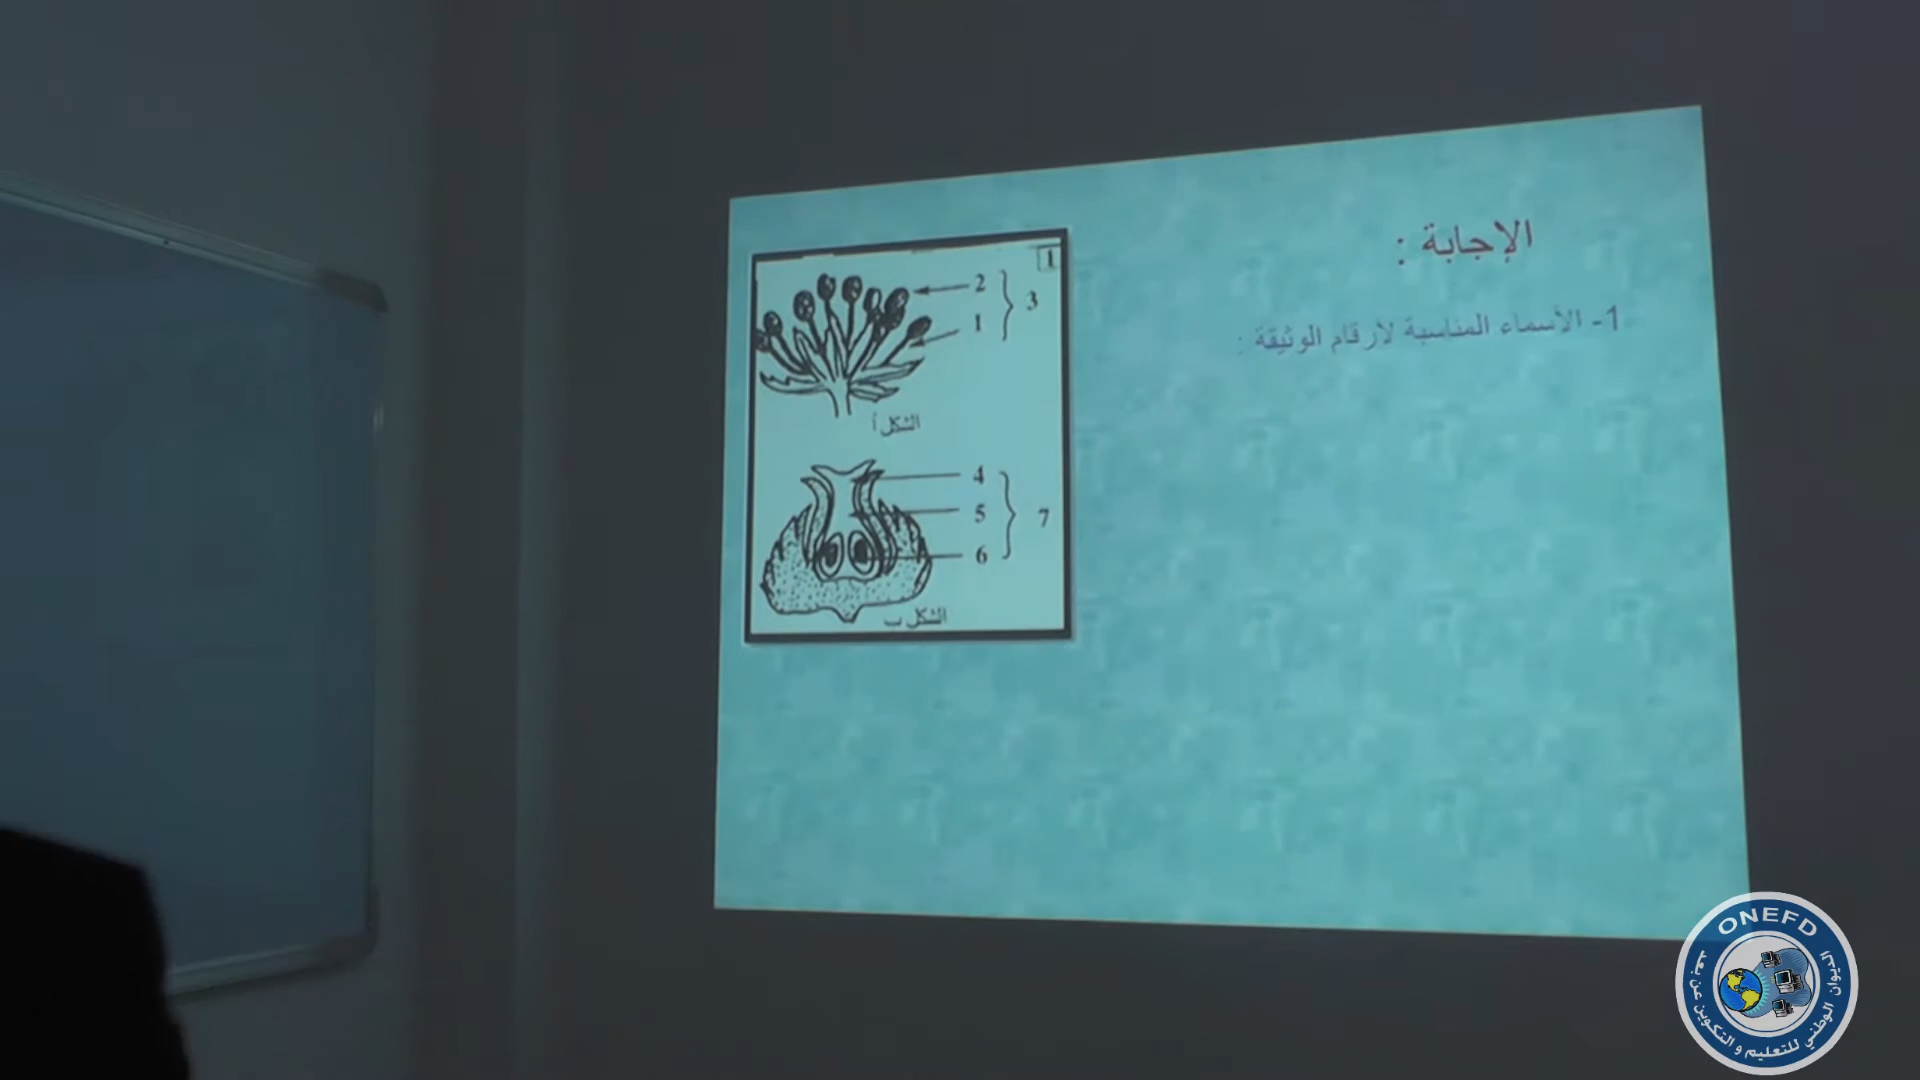 الإجابة :
1- الأسماء المناسبة لأرقام الوثيقة :
1
2
3
1
الشكل أ
4
5
7
6
الشكل ب
ONEFD
الديوان الوطني للتعليم و التكوين عن بعد